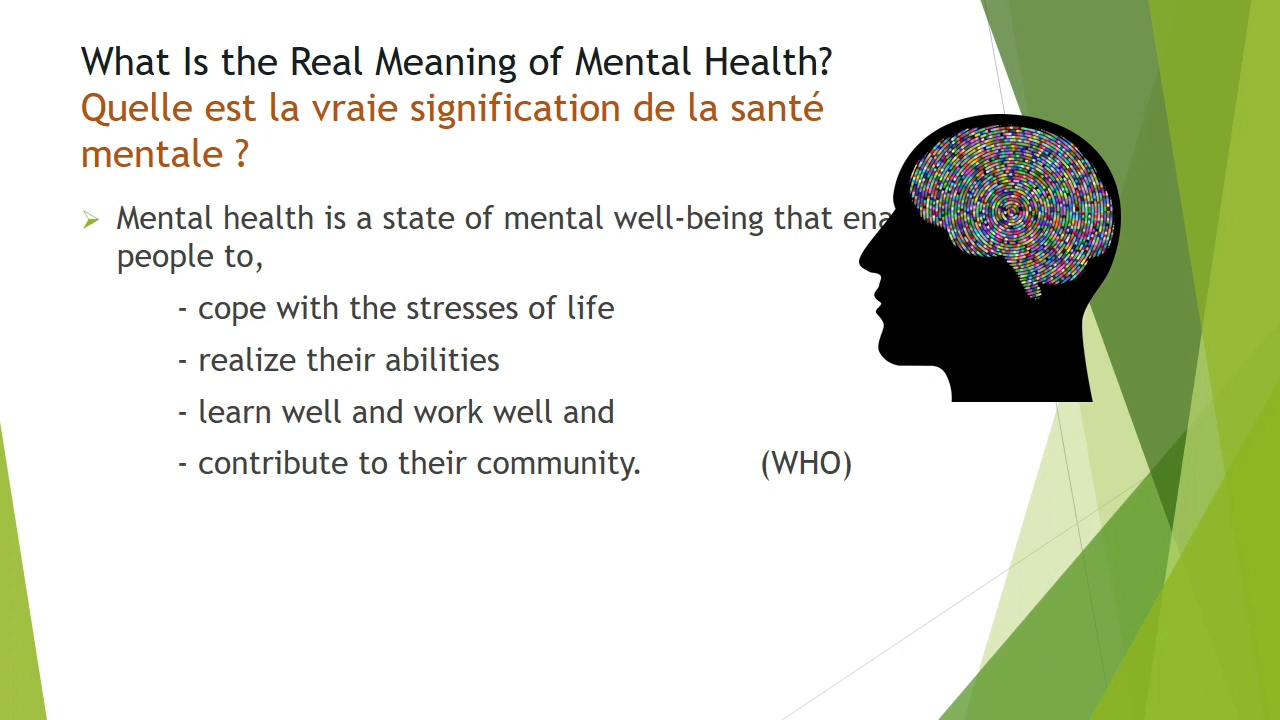 What Is the Real Meaning of Mental Health?
Quelle est la vraie signification de la santé
mentale ?
Mental health is a state of mental well-being that
people to,
- cope with the stresses of life
- realize their abilities
- learn well and work well and
- contribute to their community. (WHO)